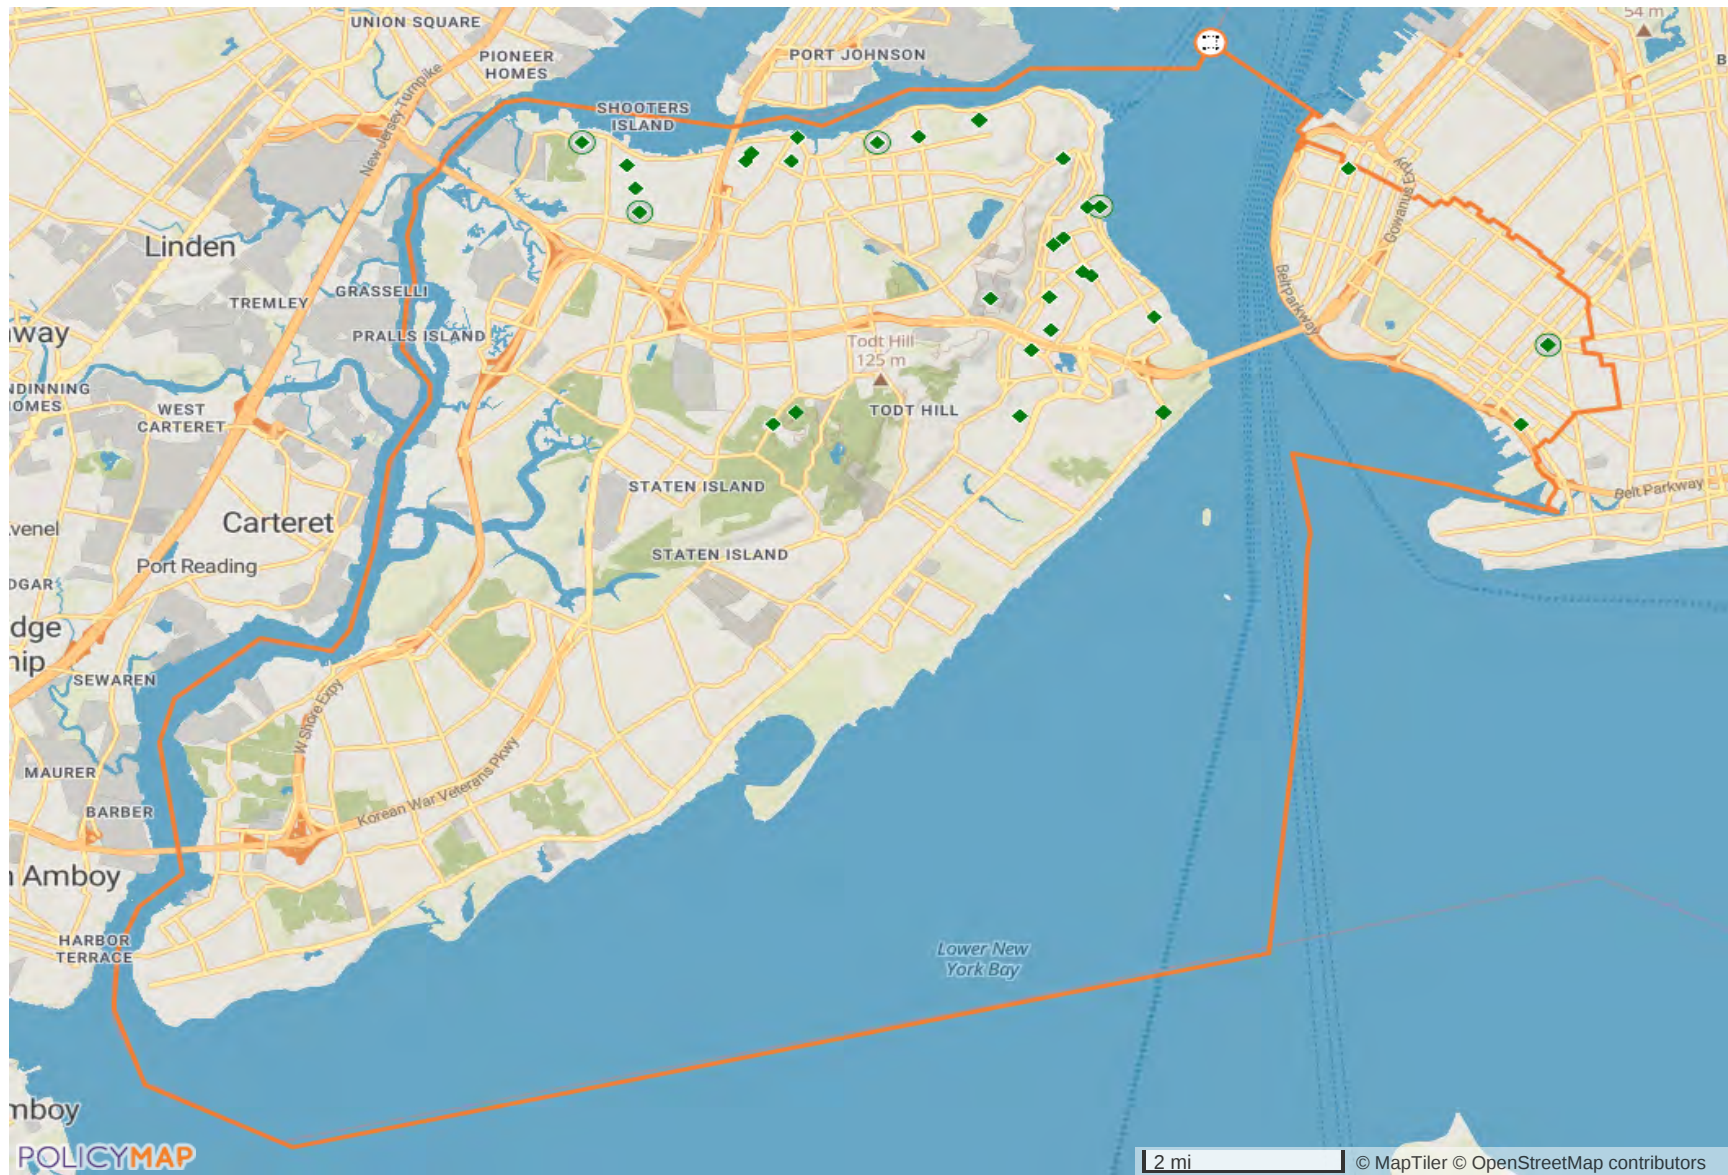 UNION SQUARE
54 m
PIONEER
HOMES
PORT JOHNSON
New Jersey Turnpike
SHOOTERS
ISLAND
Gowanus Expy
Linden
GRASSELLI
TREMLEY
Belt Parkway
PRALLS ISLAND
way
Todt Hill
125 m
NDINNING
OMES
WEST
CARTERET
TODT HILL
STATEN ISLAND
Belt Parkway
Carteret
venel
STATEN ISLAND
Port Reading
DGAR
dge
hip
SEWAREN
W Shore Expy
MAURER
Korean War Veterans Pkwy
BARBER
Amboy
HARBOR
TERRACE
Lower New
York Bay
mboy
POLICYMAP
2 mi
© MapTiler © OpenStreetMap contributors